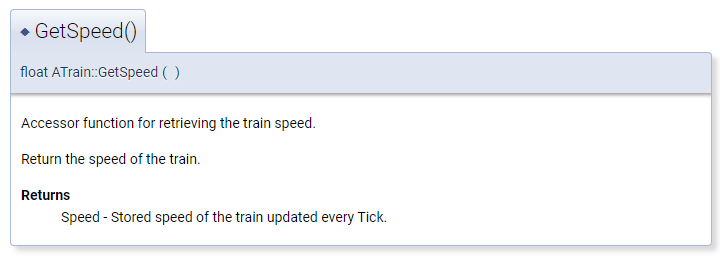 ◆ GetSpeed()
float ATrain::GetSpeed ( )
Accessor function for retrieving the train speed.
Return the speed of the train.
Returns
Speed - Stored speed of the train updated every Tick.